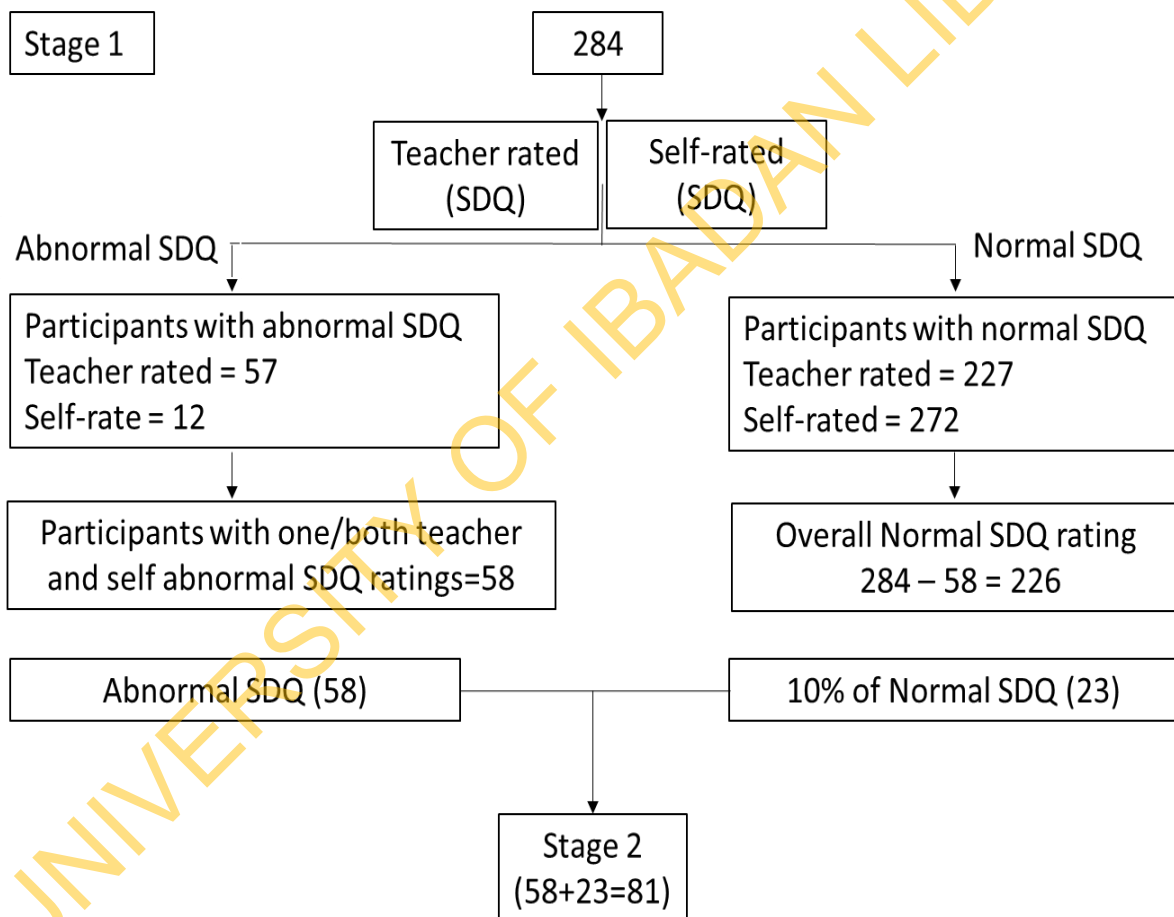 Stage 1
284
Teacher rated
(SDQ)
Self-rated
(SDQ)
Abnormal SDQ
Normal SDQ
Participants with abnormal SDQ
Teacher rated = 57
Self-rate = 12
Participants with normal SDQ
Teacher rated = 227
Self-rated = 272
Participants with one/both teacher
and self abnormal SDQ ratings=58
Overall Normal SDQ rating
284 – 58 = 226
Abnormal SDQ (58)
10% of Normal SDQ (23)
Stage 2
(58+23=81)
UNIVERSITY OF IBADAN